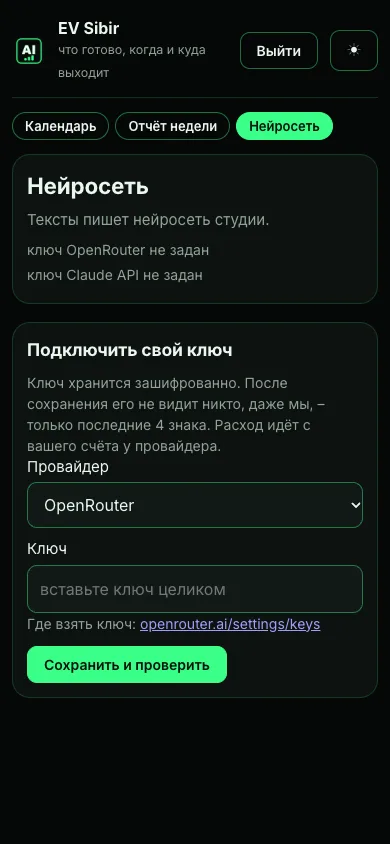 AI
EV Sibir
что готово, когда и куда
выходит
Выйти
☀
Календарь
Отчёт недели
Нейросеть
Нейросеть
Тексты пишет нейросеть студии.
ключ OpenRouter не задан
ключ Claude API не задан
Подключить свой ключ
Ключ хранится зашифрованно. После
сохранения его не видит никто, даже мы, –
только последние 4 знака. Расход идёт с
вашего счёта у провайдера.
Провайдер
OpenRouter
Ключ
вставьте ключ целиком
Где взять ключ: openrouter.ai/settings/keys
Сохранить и проверить